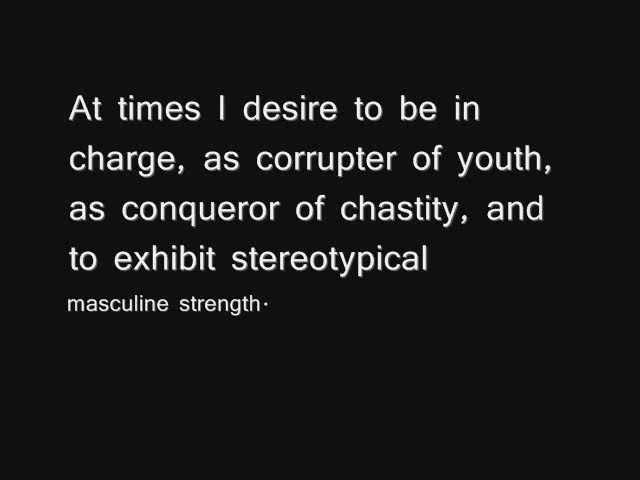 At times I desire to be in
charge, as corrupter of youth,
as conqueror of chastity, and
to exhibit stereotypical
masculine strength.